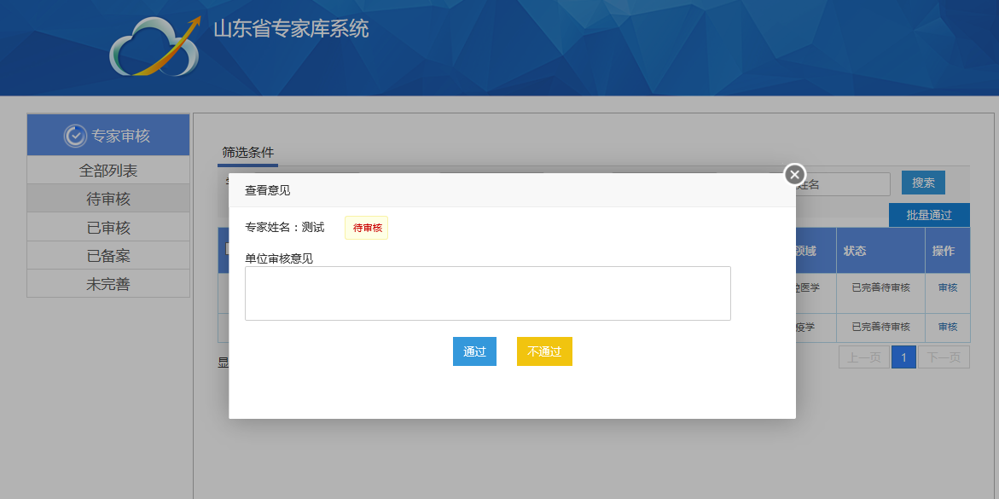 山东省专家库系统
专家审核
全部列表
待审核
已审核
已备案
未完善
筛选条件
姓名
搜索
批量通过
领域
状态
操作
医学
已完善待审核
审核
疫学
已完善待审核
审核
显
上一页
1
下一页
查看意见
专家姓名：测试
待审核
单位审核意见
通过
不通过